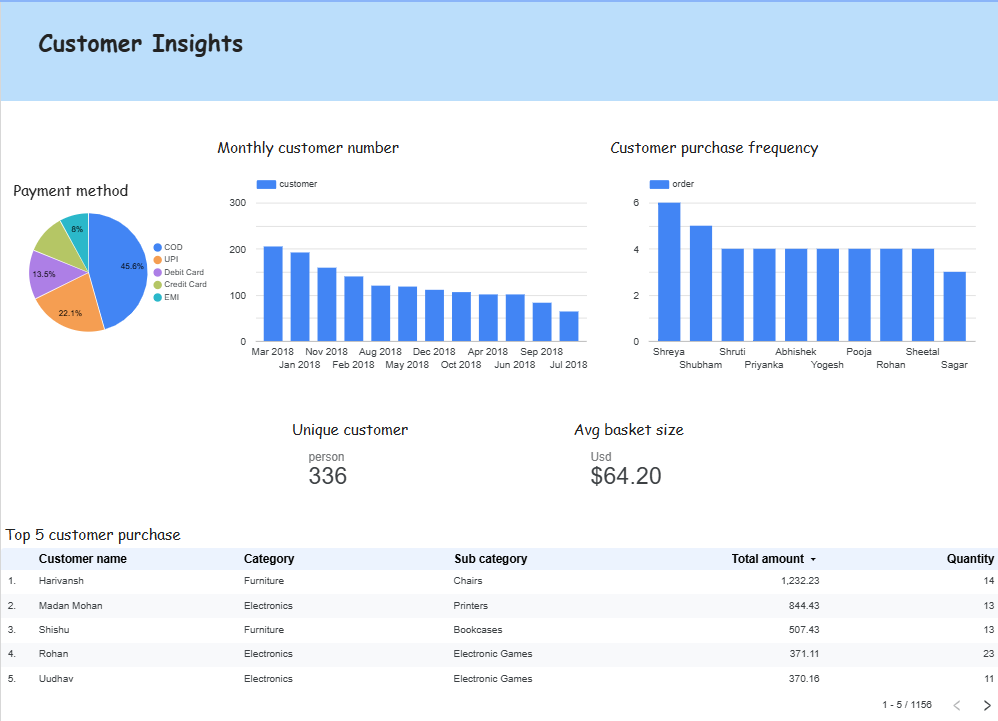 Customer Insights
Payment method
45.6%
22.1%
13.5%
8%
COD
UPI
Debit Card
Credit Card
EMI
Monthly customer number
customer
300
200
100
0
Mar 2018 Nov 2018 Aug 2018 Dec 2018 Apr 2018 Sep 2018
Jan 2018 Feb 2018 May 2018 Oct 2018 Jun 2018 Jul 2018
Customer purchase frequency
order
6
4
2
0
Shreya Shruti Abhishek Pooja Sheetal
Shubham Priyanka Yogesh Rohan Sagar
Unique customer
person
336
Avg basket size
Usd
$64.20
Top 5 customer purchase
Customer name Category Sub category Total amount Quantity
1. Harivansh Furniture Chairs 1,232.23 14
2. Madan Mohan Electronics Printers 844.43 13
3. Shishu Furniture Bookcases 507.43 13
4. Rohan Electronics Electronic Games 371.11 23
5. Uudhav Electronics Electronic Games 370.16 11
1 - 5 / 1156